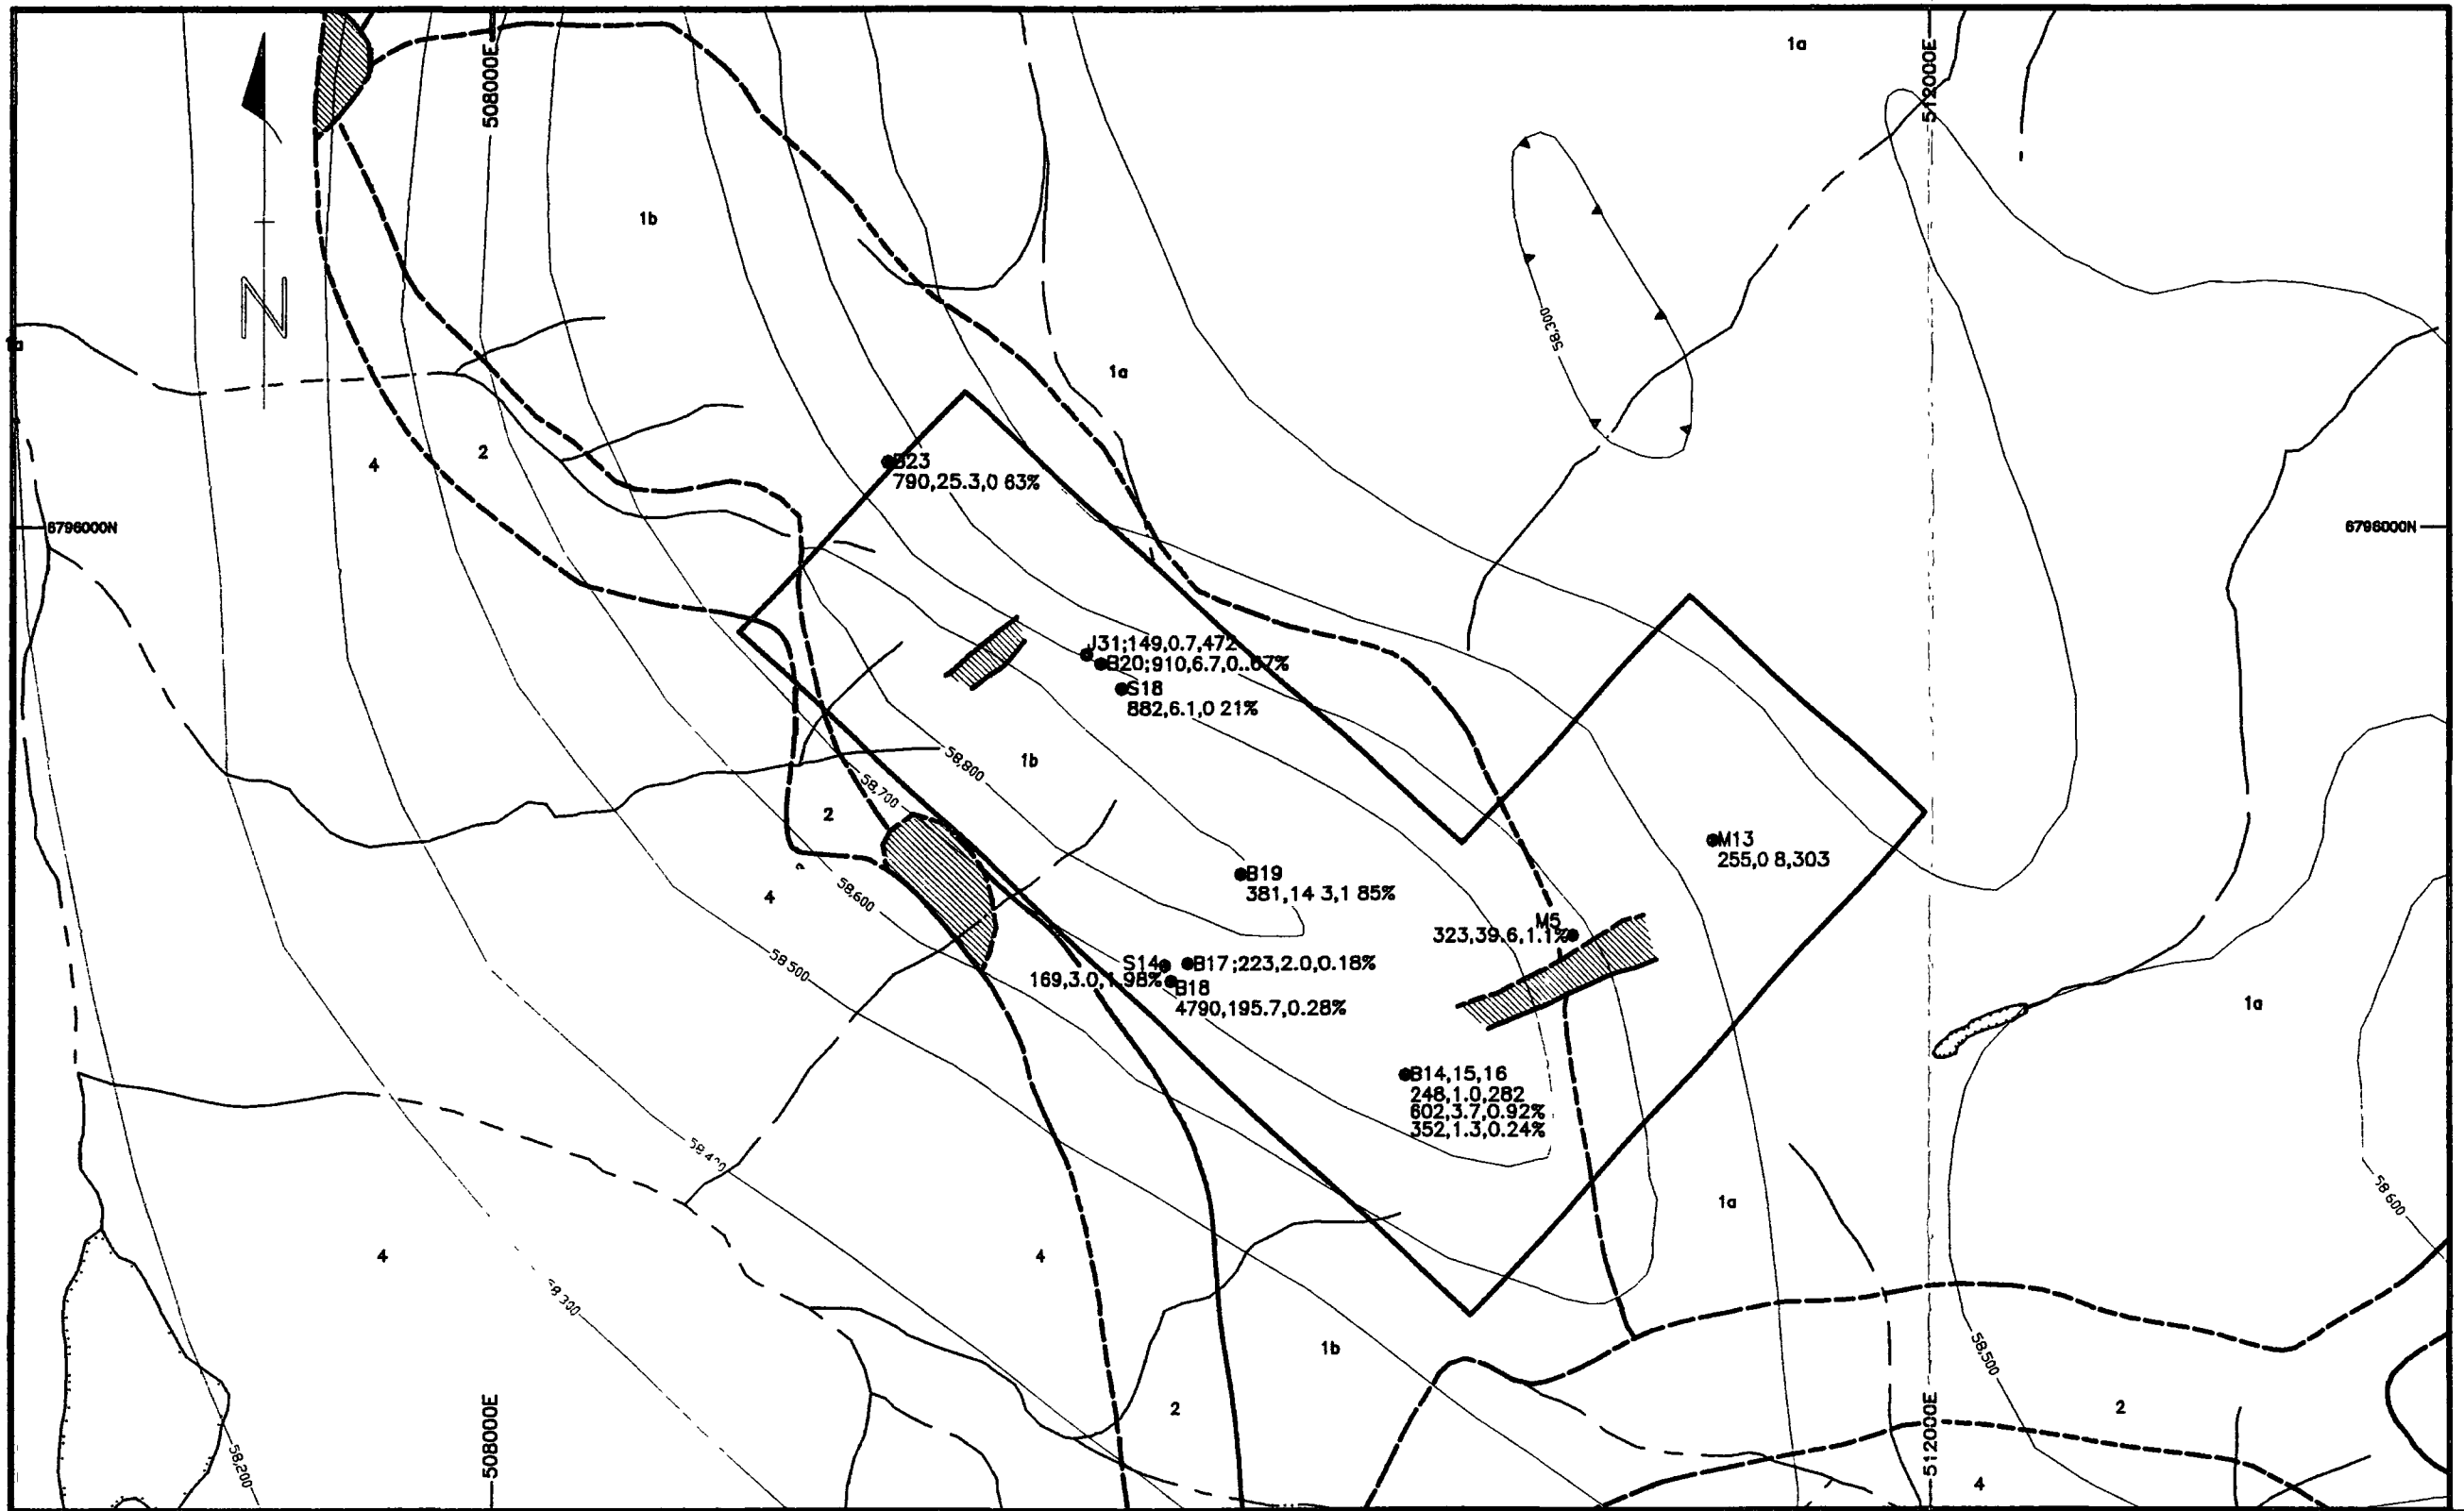 1a
508000E
512000E
1b
N
58,300
1a
1a
4
2
B23
790,25.3,0 63%
6796000N
6796000N
J31;149,0.7,472
B20;910,6.7,0..67%
S18
882,6.1,0 21%
58,800
1b
58,700
2
M13
255,0 8,303
4
58,600
B19
381,14 3,1 85%
M5
323,39.6,1.1%
58 500
S14
B17;223,2.0,0.18%
169,3.0,1.98%
B18
4790,195.7,0.28%
1a
B14,15,16
248,1.0,282
602,3.7,0.92%
352,1.3,0.24%
58 600
1a
4
4
58 300
1b
58,500
2
2
508000E
512000E
58,200
4